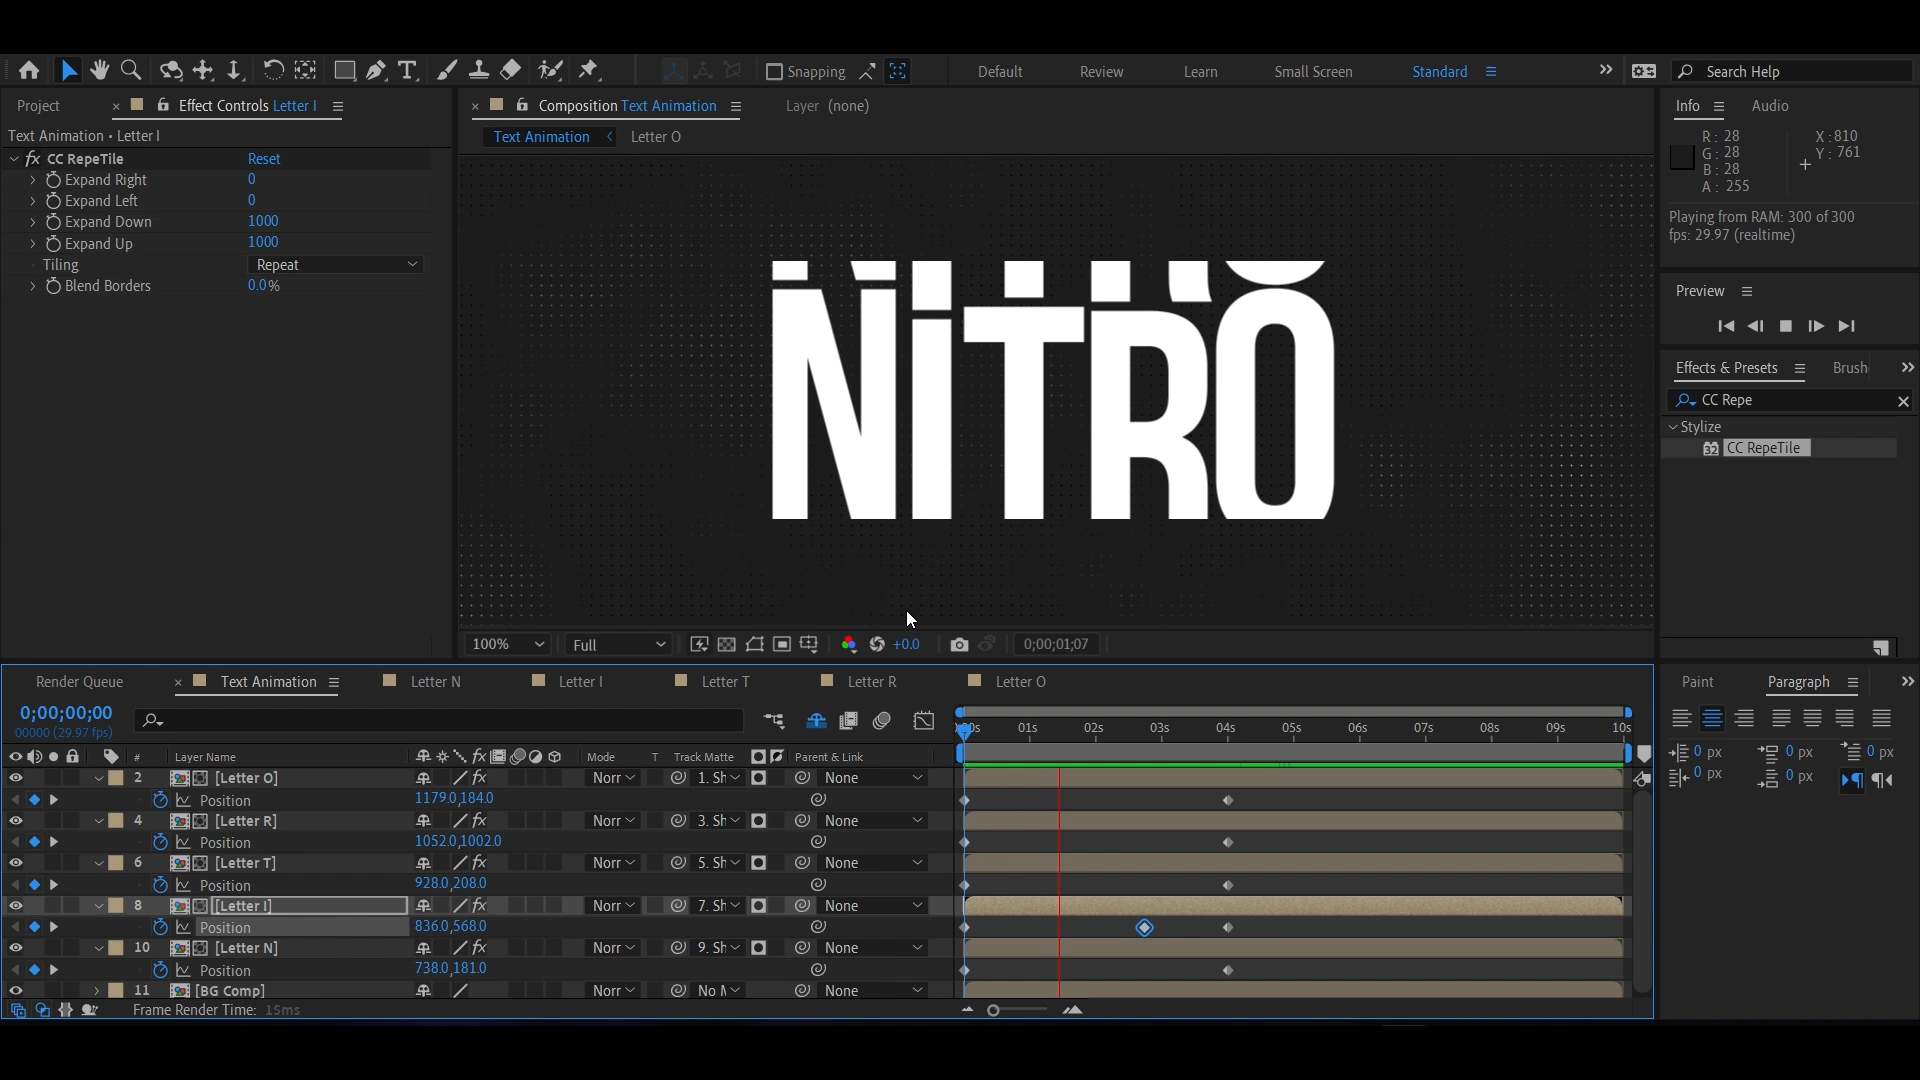 Snapping
Default
Review
Learn
Small Screen
Standard
Search Help
Project
Effect Controls Letter I
Composition Text Animation
Layer (none)
Info
Audio
Text Animation • Letter I
Text Animation
Letter O
R: 28
G: 28
B: 28
A: 255
X: 810
Y: 761
fx CC RepeTile
Reset
Expand Right
0
Expand Left
0
Expand Down
1000
Expand Up
1000
Tiling
Repeat
Blend Borders
0.0%
Playing from RAM: 300 of 300
fps: 29.97 (realtime)
Preview
Effects & Presets
Brush
CC Repe
Stylize
32 CC RepeTile
NITRO
100%
Full
+0.0
0;00;01;07
Render Queue
Text Animation
Letter N
Letter I
Letter T
Letter R
Letter O
Paint
Paragraph
0;00;00;00
00000 (29.97 fps)
01s
02s
03s
04s
05s
06s
07s
08s
09s
10s
# Layer Name
fx
Mode
T
Track Matte
Parent & Link
0 px
0 px
0 px
0 px
0 px
2 [Letter O] fx Norr 1. Sh None
Position 1179.0,184.0
4 [Letter R] fx Norr 3. Sh None
Position 1052.0,1002.0
6 [Letter T] fx Norr 5. Sh None
Position 928.0,208.0
8 [Letter I] fx Norr 7. Sh None
Position 836.0,568.0
10 [Letter N] fx Norr 9. Sh None
Position 738.0,181.0
11 [BG Comp] Norr No M None
Frame Render Time: 15ms